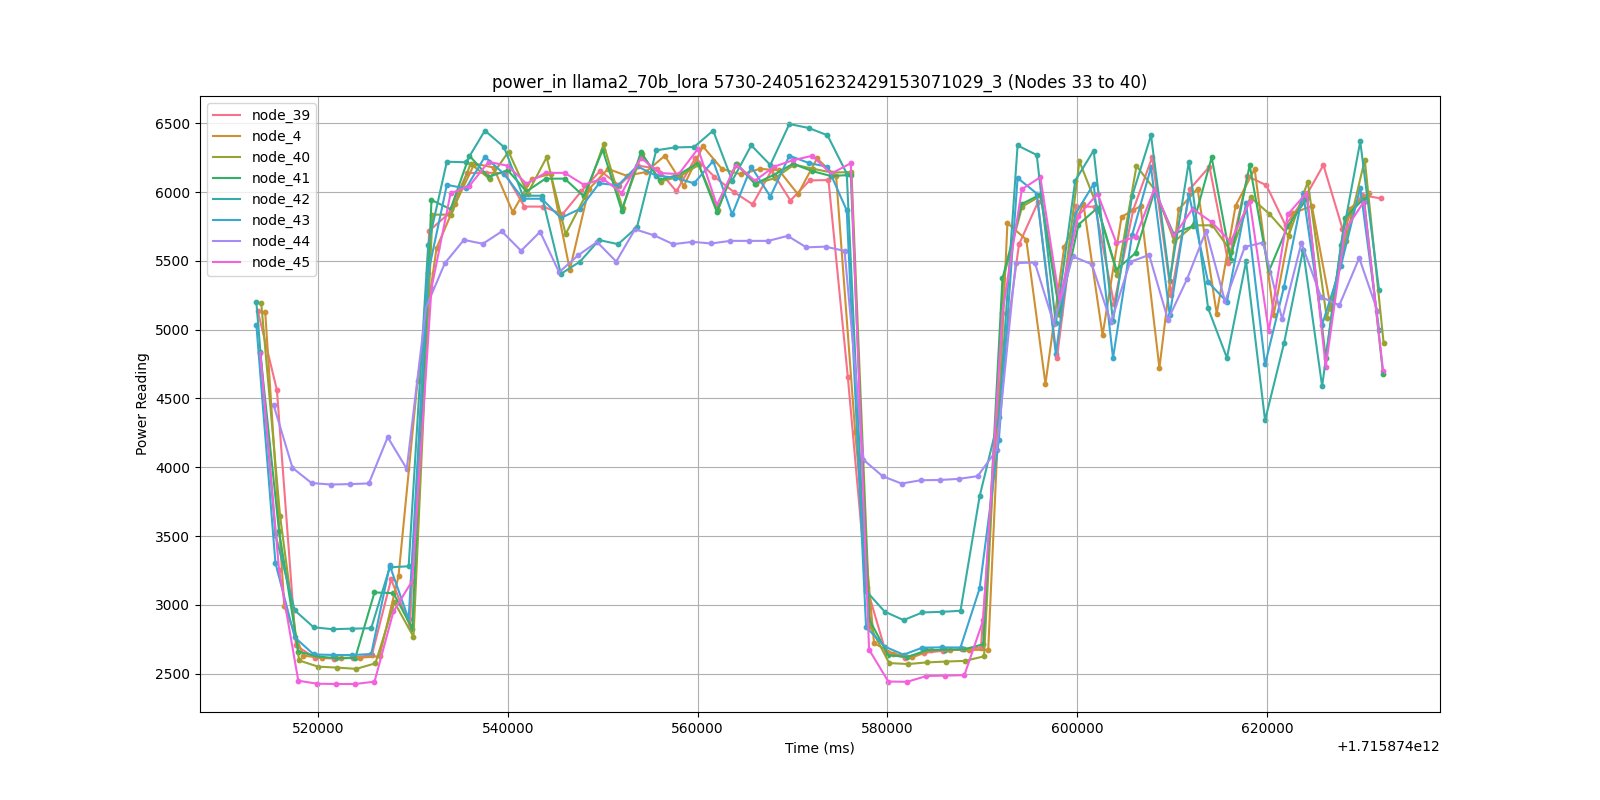 power_in llama2_70b_lora 5730-240516232429153071029_3 (Nodes 33 to 40)
node_39
node_4
node_40
node_41
node_42
node_43
node_44
node_45
Power Reading
6500
6000
5500
5000
4500
4000
3500
3000
2500
520000 540000 560000 580000 600000 620000
Time (ms)
+1.715874e12